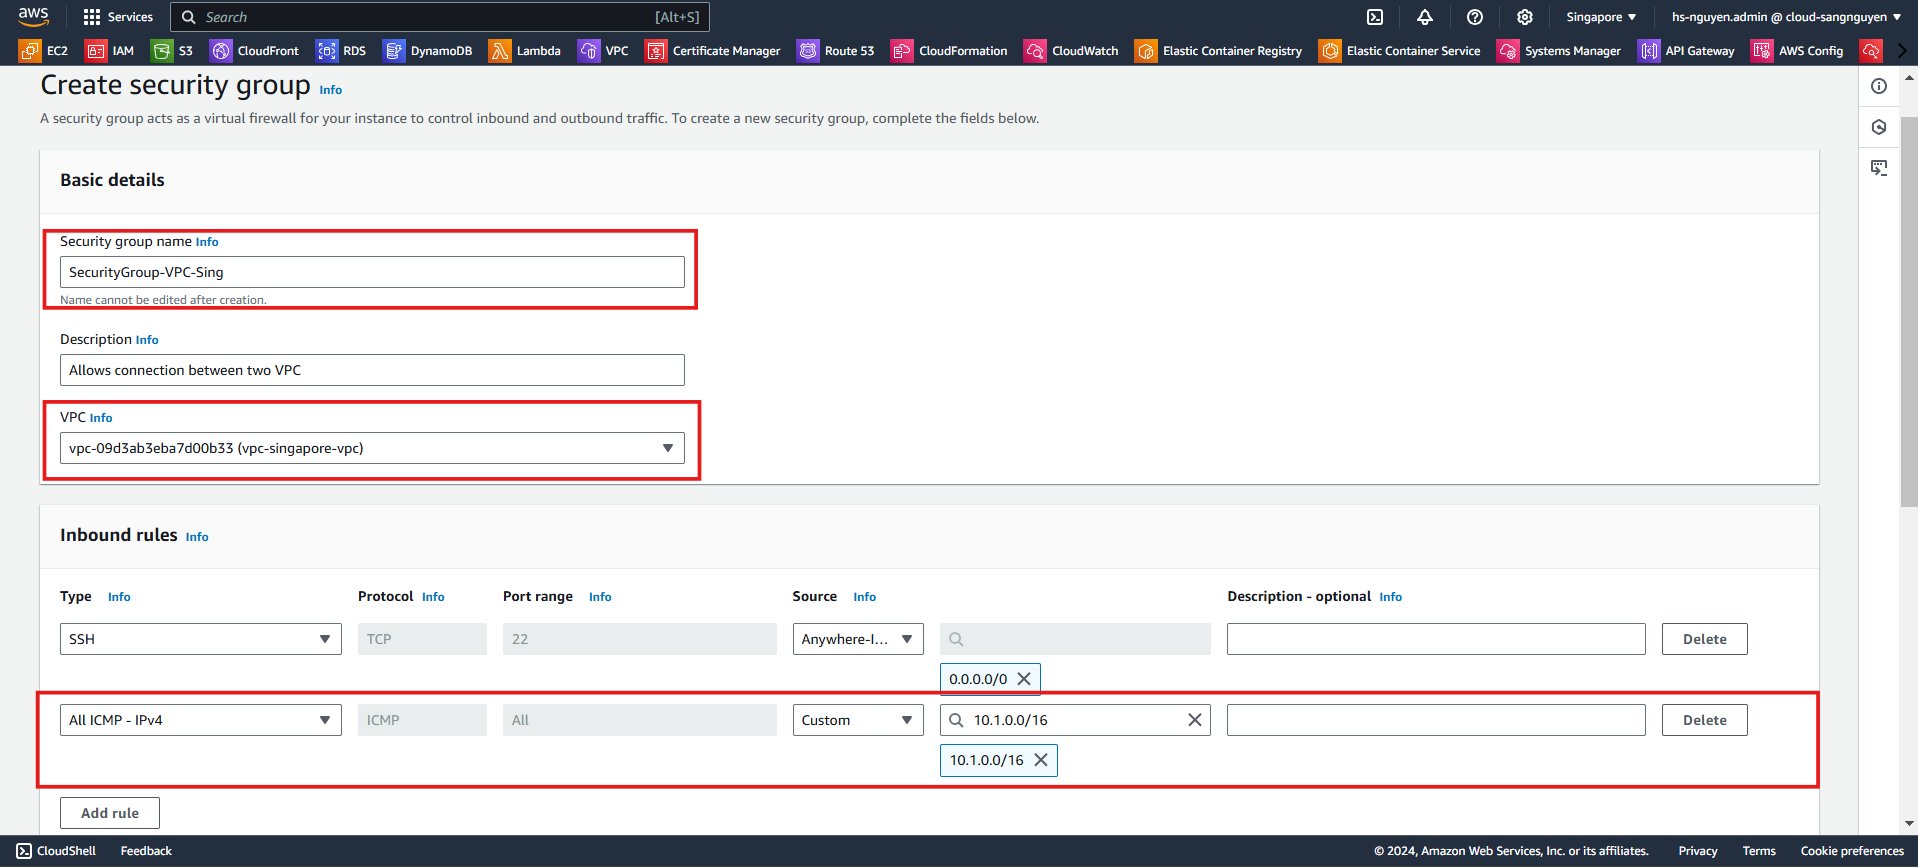 aws Services Search [Alt+S] Singapore hs-nguyen.admin @ cloud-sangnguyen
EC2 IAM S3 CloudFront RDS DynamoDB Lambda VPC Certificate Manager Route 53 CloudFormation CloudWatch Elastic Container Registry Elastic Container Service Systems Manager API Gateway AWS Config
Create security group Info
A security group acts as a virtual firewall for your instance to control inbound and outbound traffic. To create a new security group, complete the fields below.
Basic details
Security group name Info
SecurityGroup-VPC-Sing
Name cannot be edited after creation.
Description Info
Allows connection between two VPC
VPC Info
vpc-09d3ab3eba7d00b33 (vpc-singapore-vpc)
Inbound rules Info
Type Info Protocol Info Port range Info Source Info Description - optional Info
SSH TCP 22 Anywhere-I... Delete
0.0.0.0/0
All ICMP - IPv4 ICMP All Custom 10.1.0.0/16 Delete
10.1.0.0/16
Add rule
CloudShell Feedback © 2024, Amazon Web Services, Inc. or its affiliates. Privacy Terms Cookie preferences